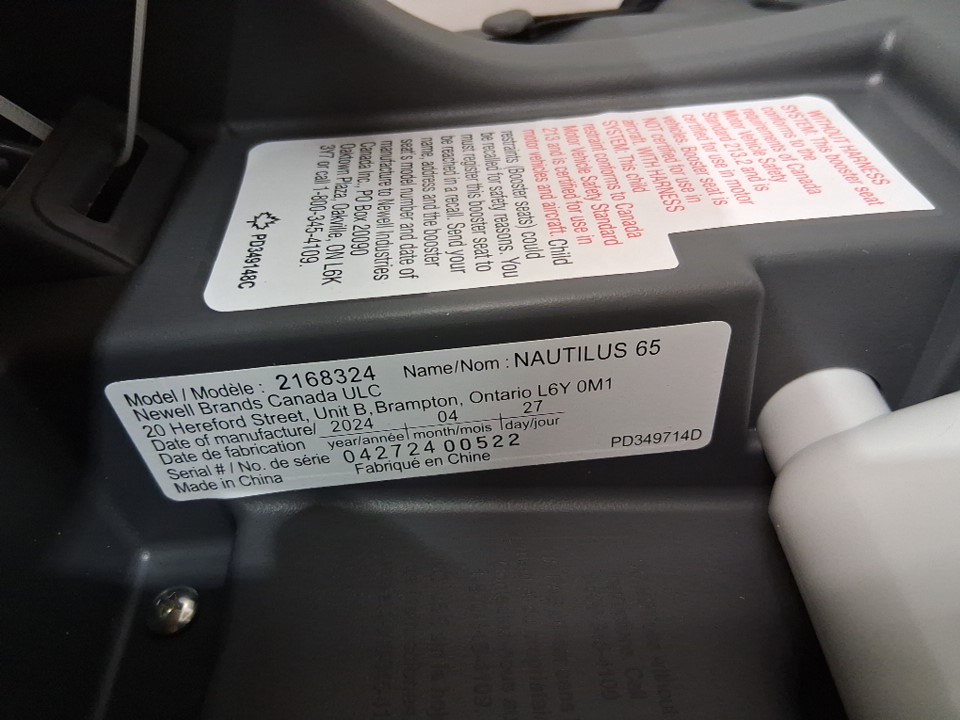 WITHOUT HARNESS
SYSTEM. This booster seat
conforms to the
requirements of Canada
Motor Vehicle Safety
Standard 213.2 and is
certified for use in motor
vehicles. Booster seat is
NOT certified for use in
aircraft. WITH HARNESS
SYSTEM. This child
restraint conforms to Canada
Motor Vehicle Safety Standard
213 and is certified for use in
motor vehicles and aircraft. Child
restraints (Booster seats) could
be recalled for safety reasons. You
must register this booster seat to
be reached in a recall. Send your
name, address and the booster
seat's model number and date of
manufacture to Newell Industries
Canada Inc., PO Box 20090
Oaktown Plaza, Oakville, ON L6K
3Y7 or call 1-800-345-4109.
PD349148C
Model / Modèle : 2168324 Name/Nom : NAUTILUS 65
Newell Brands Canada ULC
20 Hereford Street, Unit B, Brampton, Ontario L6Y 0M1
Date of manufacture/ 2024 04 27
Date de fabrication year/année month/mois day/jour
Serial # / No. de série 04272400522
Made in China Fabriqué en Chine PD349714D